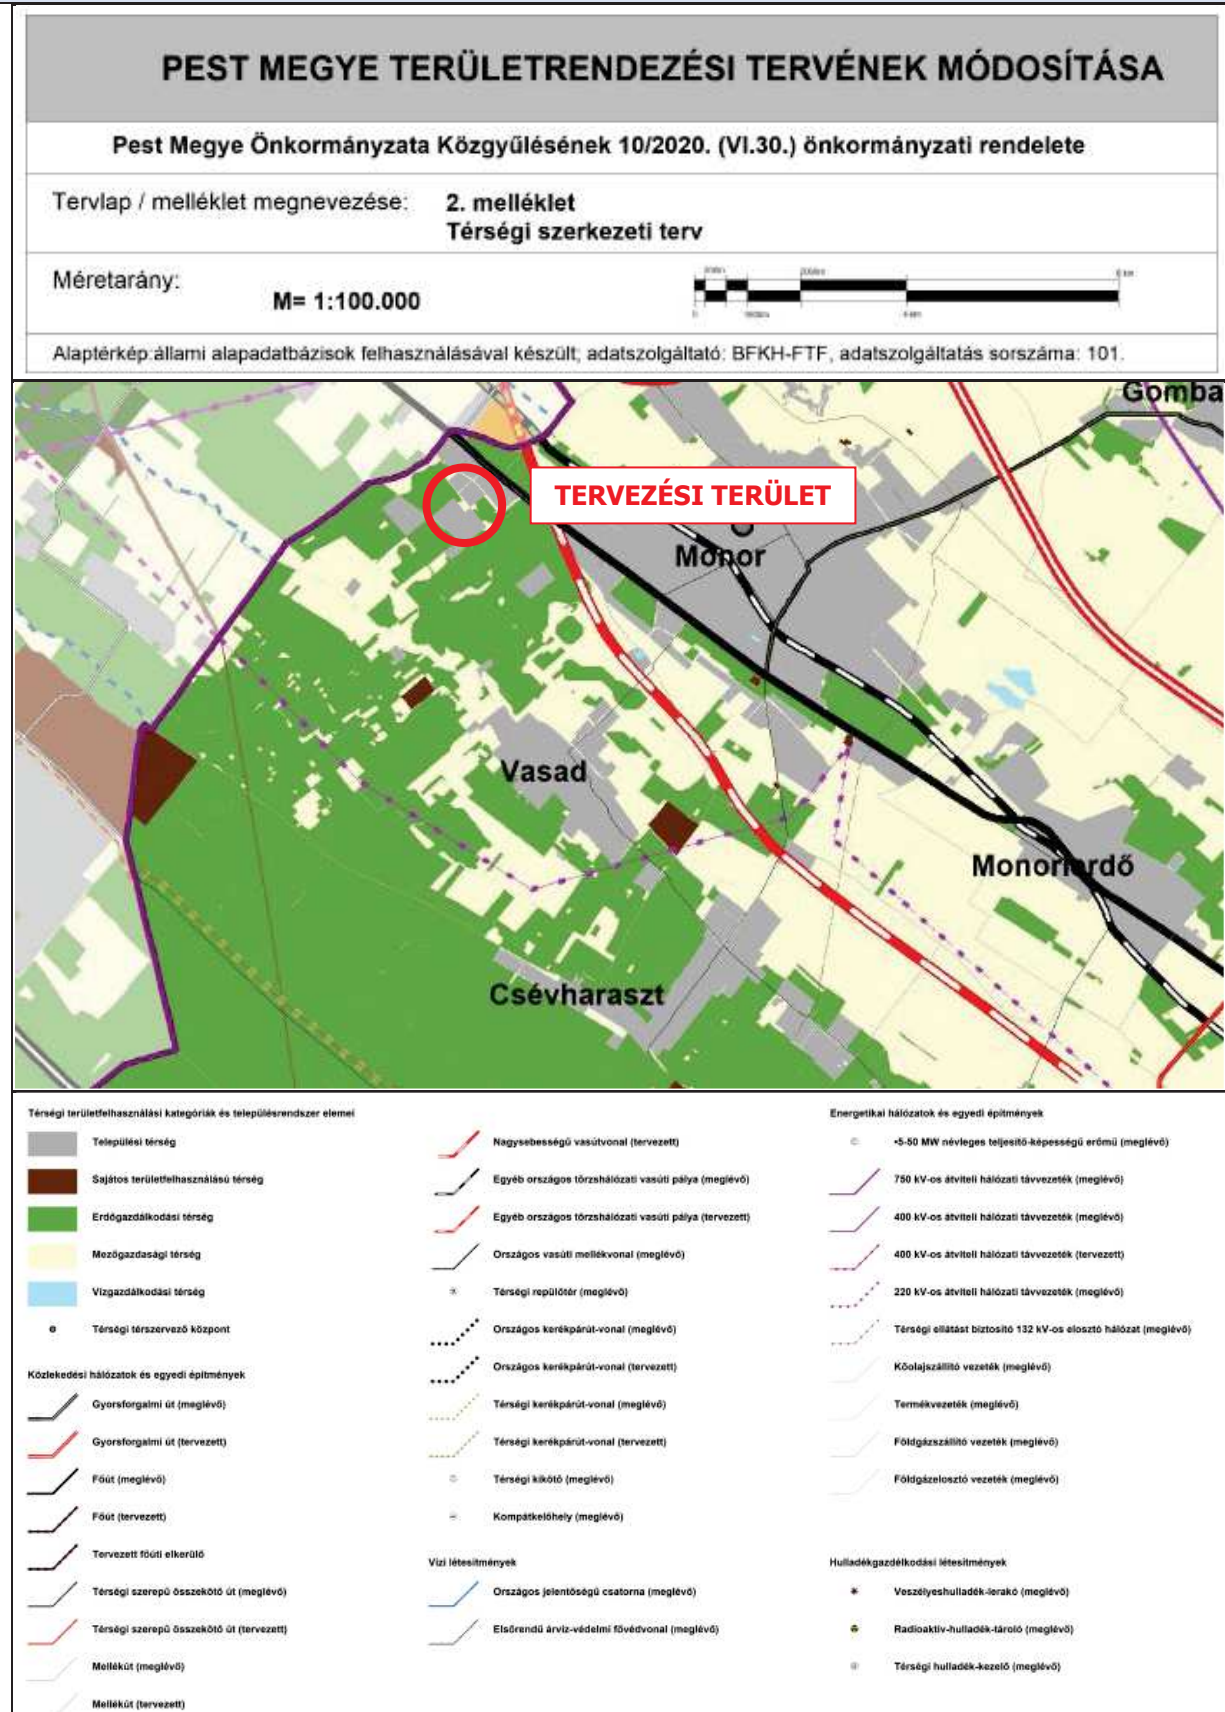 PEST MEGYE TERÜLETRENDEZÉSI TERVÉNEK MÓDOSÍTÁSA
Pest Megye Önkormányzata Közgyűlésének 10/2020. (VI.30.) önkormányzati rendelete
Tervlap / melléklet megnevezése: 2. melléklet
Térségi szerkezeti terv
Méretarány:
M= 1:100.000
Alaptérkép:állami alapadatbázisok felhasználásával készült; adatszolgáltató: BFKH-FTF, adatszolgáltatás sorszáma: 101.
Gomba
TERVEZÉSI TERÜLET
Monor
Vasad
Monorierdő
Csévharaszt
Térségi területfelhasználási kategóriák és településrendszer elemei
Települési térség
Sajátos területfelhasználású térség
Erdőgazdálkodási térség
Mezőgazdasági térség
Vízgazdálkodási térség
Térségi térszervező központ
Közlekedési hálózatok és egyedi építmények
Gyorsforgalmi út (meglévő)
Gyorsforgalmi út (tervezett)
Főút (meglévő)
Főút (tervezett)
Tervezett főúti elkerülő
Térségi szerepű összekötő út (meglévő)
Térségi szerepű összekötő út (tervezett)
Mellékút (meglévő)
Mellékút (tervezett)
Nagysebességű vasútvonal (tervezett)
Egyéb országos törzshálózati vasúti pálya (meglévő)
Egyéb országos törzshálózati vasúti pálya (tervezett)
Országos vasúti mellékvonal (meglévő)
Térségi repülőtér (meglévő)
Országos kerékpárút-vonal (meglévő)
Országos kerékpárút-vonal (tervezett)
Térségi kerékpárút-vonal (meglévő)
Térségi kerékpárút-vonal (tervezett)
Térségi kikötő (meglévő)
Kompátkelőhely (meglévő)
Vízi létesítmények
Országos jelentőségű csatorna (meglévő)
Elsőrendű árvíz-védelmi fővédvonal (meglévő)
Energetikai hálózatok és egyedi építmények
•5-50 MW névleges teljesítő-képességű erőmű (meglévő)
750 kV-os átviteli hálózati távvezeték (meglévő)
400 kV-os átviteli hálózati távvezeték (meglévő)
400 kV-os átviteli hálózati távvezeték (tervezett)
220 kV-os átviteli hálózati távvezeték (meglévő)
Térségi ellátást biztosító 132 kV-os elosztó hálózat (meglévő)
Kőolajszállító vezeték (meglévő)
Termékvezeték (meglévő)
Földgázszállító vezeték (meglévő)
Földgázelosztó vezeték (meglévő)
Hulladékgazdélkodási létesítmények
Veszélyeshulladék-lerakó (meglévő)
Radioaktív-hulladék-tároló (meglévő)
Térségi hulladék-kezelő (meglévő)